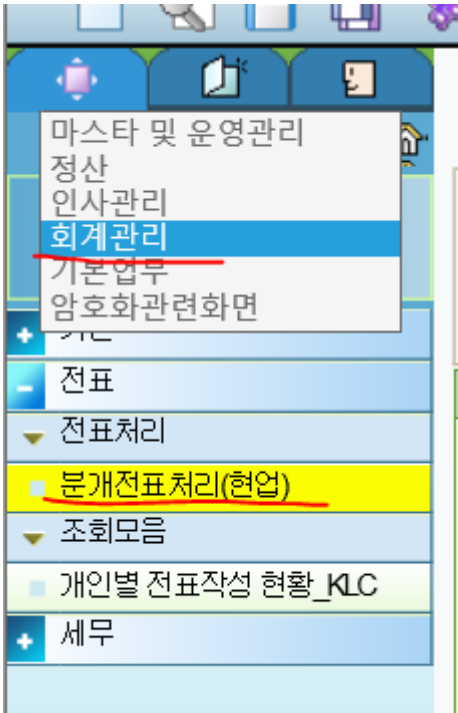 마스타 및 운영관리
정산
인사관리
회계관리
기본업무
암호화관련화면
전표
전표처리
분개전표처리(현업)
조회모음
개인별 전표작성 현황_KLC
세무